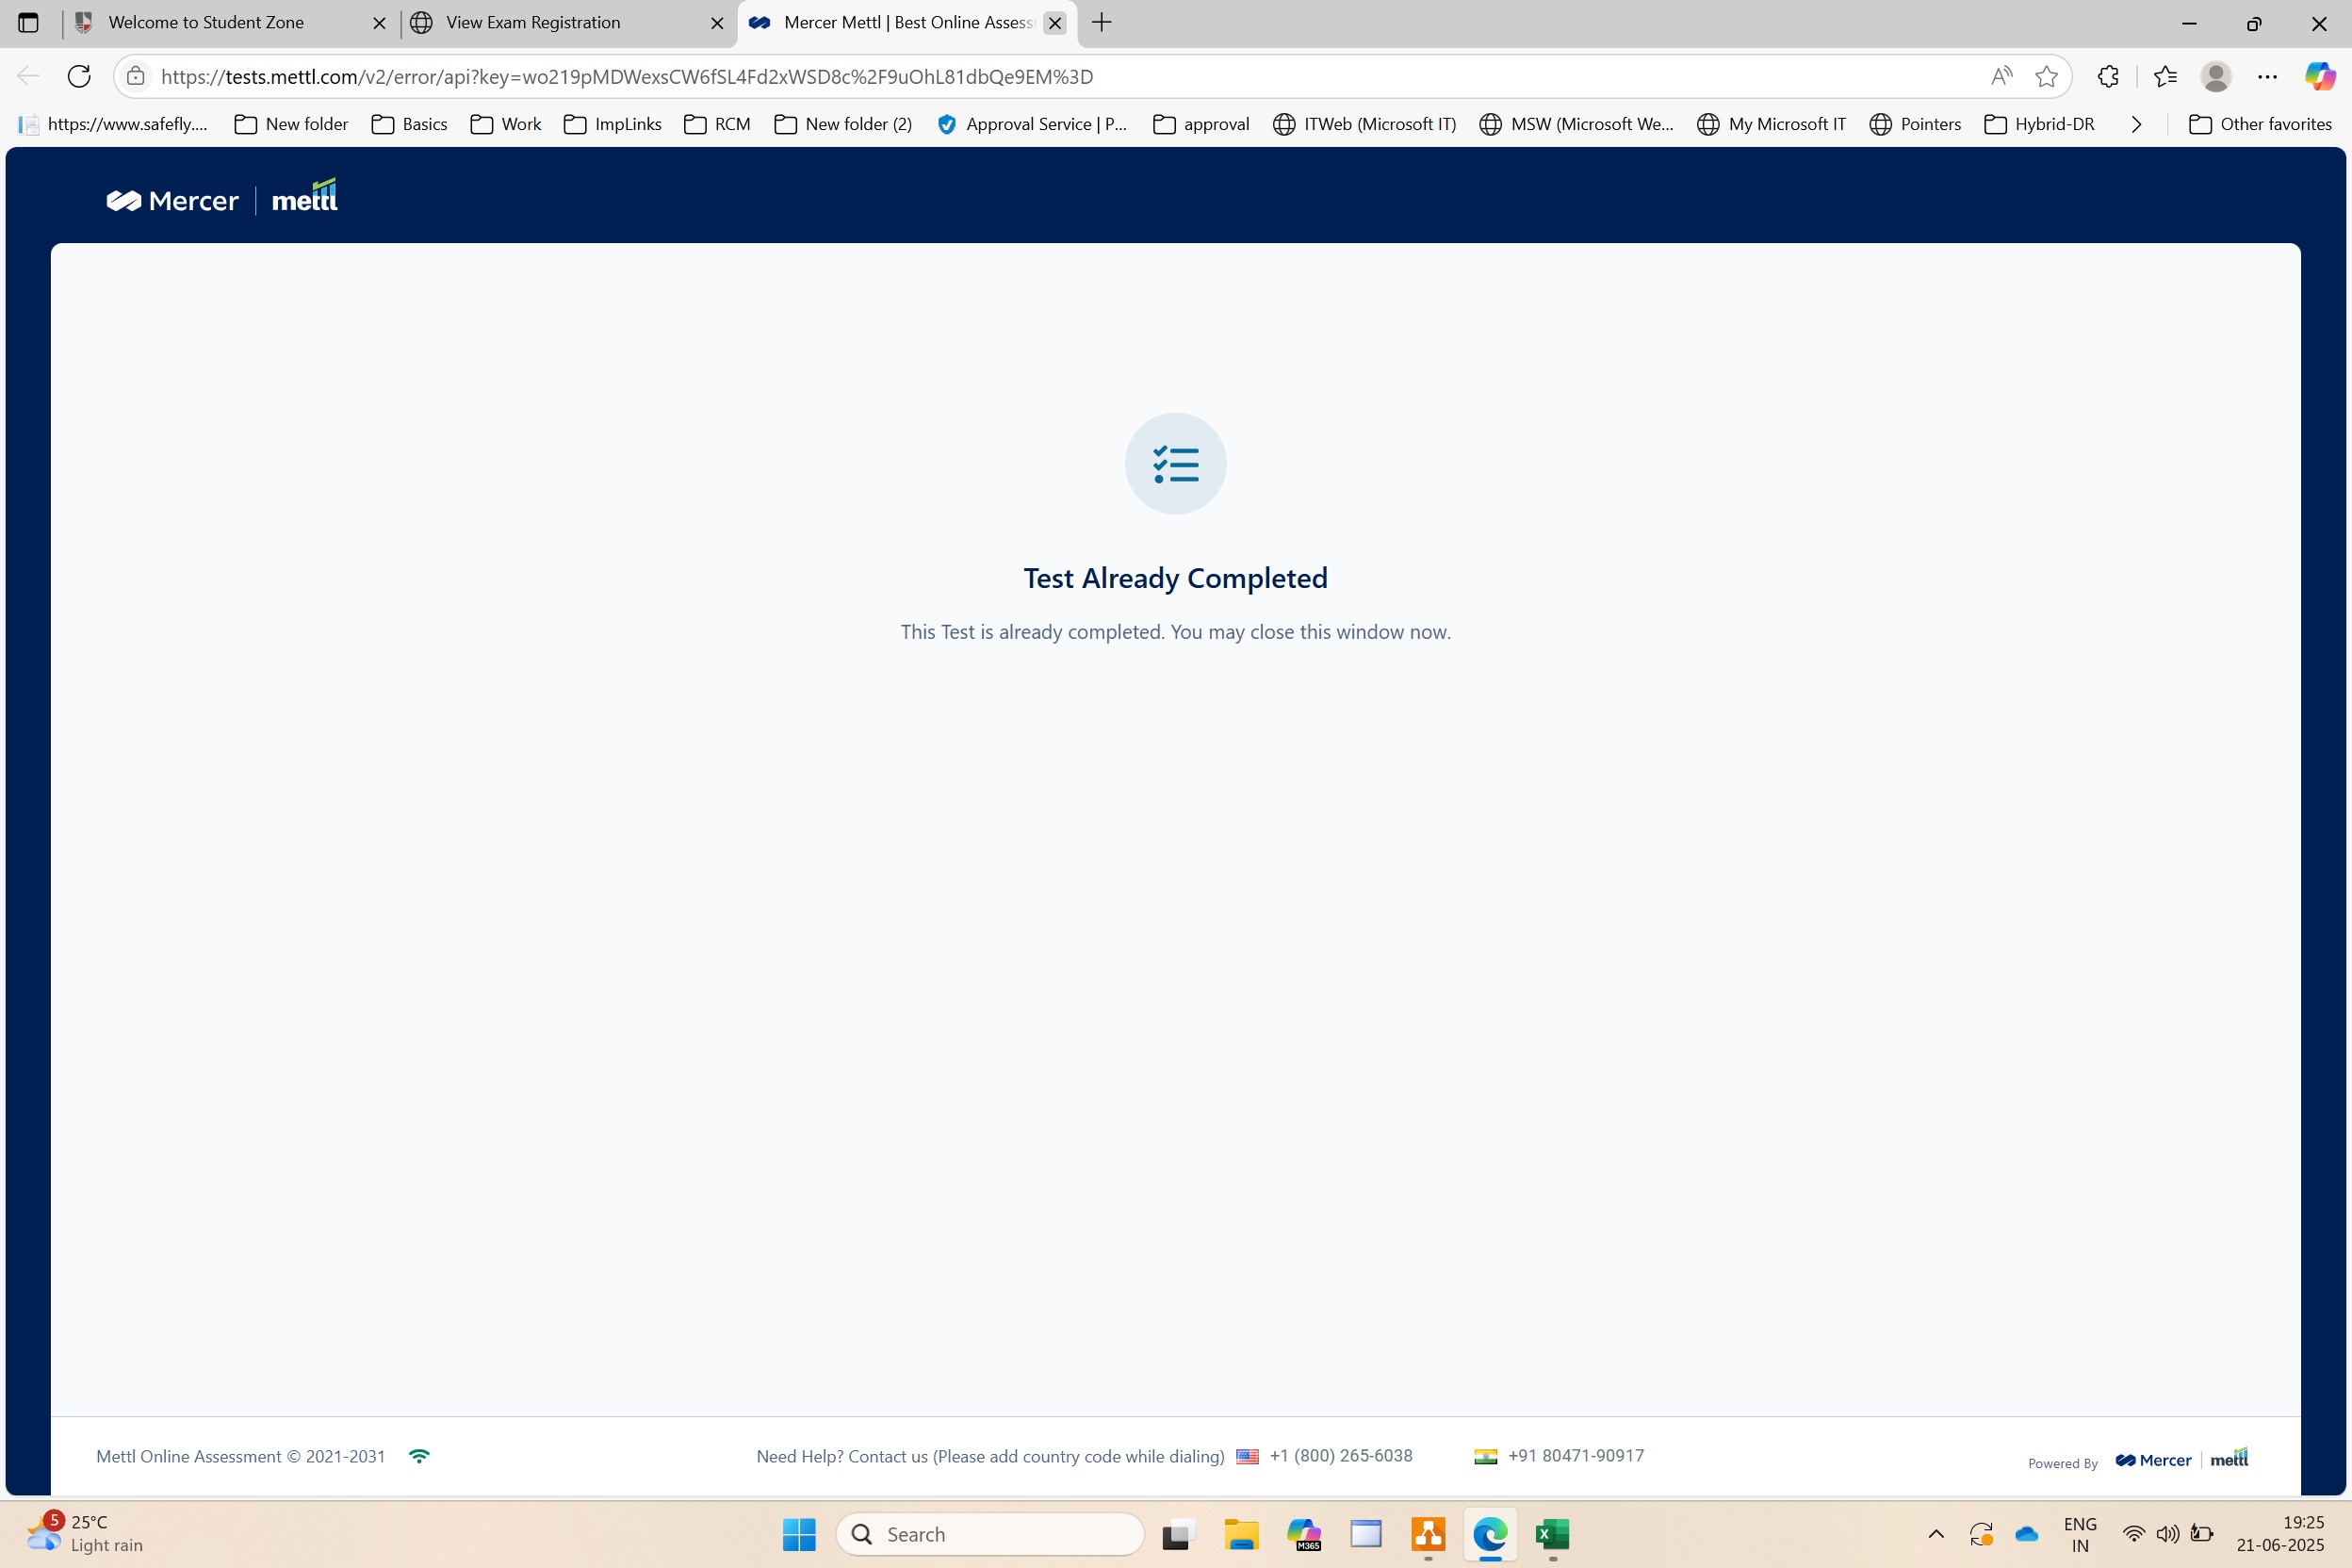 Welcome to Student Zone
View Exam Registration
Mercer Mettl | Best Online Assess
https://tests.mettl.com/v2/error/api?key=wo219pMDWexsCW6fSL4Fd2xWSD8c%2F9uOhL81dbQe9EM%3D
https://www.safefly.... New folder Basics Work ImpLinks RCM New folder (2) Approval Service | P... approval ITWeb (Microsoft IT) MSW (Microsoft We... My Microsoft IT Pointers Hybrid-DR Other favorites
Mercer | mettl
Test Already Completed
This Test is already completed. You may close this window now.
Mettl Online Assessment © 2021-2031 Need Help? Contact us (Please add country code while dialing) +1 (800) 265-6038 +91 80471-90917 Powered By Mercer | mettl
5
25°C
Light rain
Search
M365
ENG
IN
19:25
21-06-2025